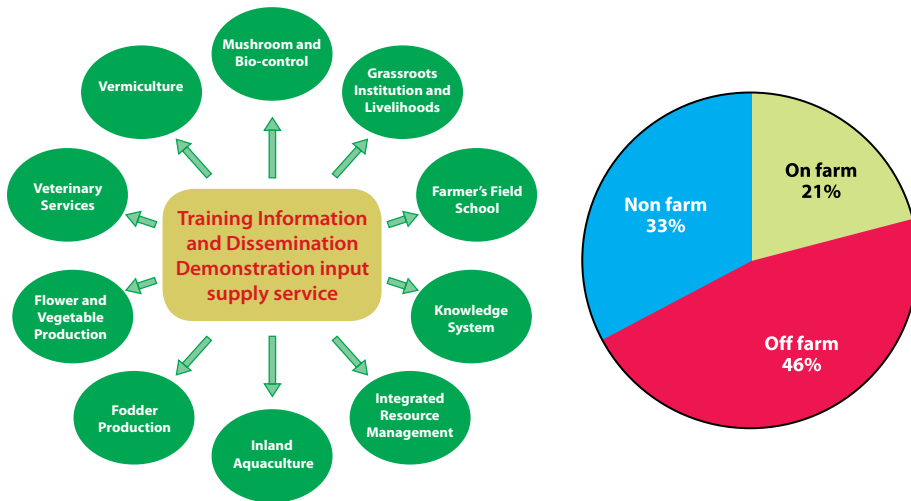 Mushroom and
Bio-control
Grassroots
Institution and
Livelihoods
Vermiculture
Farmer's Field
School
Veterinary
Services
Training Information
and Dissemination
Demonstration input
supply service
Knowledge
System
Flower and
Vegetable
Production
Integrated
Resource
Management
Fodder
Production
Inland
Aquaculture
On farm
21%
Non farm
33%
Off farm
46%